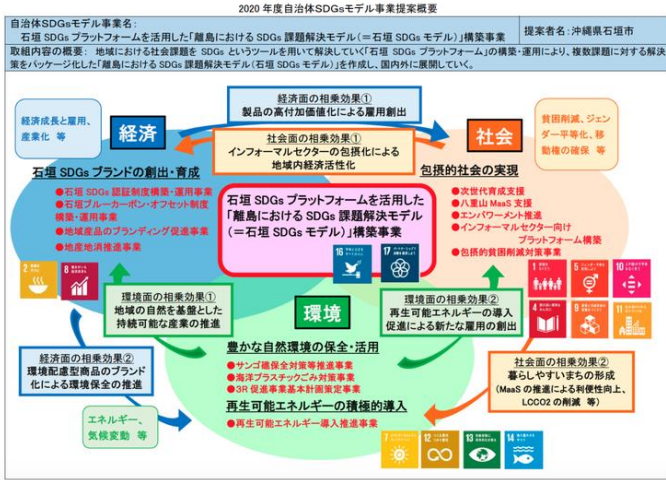 2020 年度自治体SDGsモデル事業提案概要
自治体SDGsモデル事業名:
石垣 SDGs プラットフォームを活用した「離島における SDGs 課題解決モデル(=石垣 SDGs モデル)」構築事業
提案者名:沖縄県石垣市
取組内容の概要: 地域における社会課題を SDGs というツールを用いて解決していく「石垣 SDGs プラットフォーム」の構築・運用により、複数課題に対する解決
策をパッケージ化した「離島における SDGs 課題解決モデル(石垣 SDGs モデル)」を作成し、国内外に展開していく。
経済面の相乗効果①
製品の高付加価値化による雇用創出
経済成長と雇用、
産業化 等
経済
社会面の相乗効果①
インフォーマルセクターの包摂化による
地域内経済活性化
社会
貧困削減、ジェン
ダー平等化、移
動権の確保 等
石垣 SDGs ブランドの創出・育成
●石垣 SDGs 認証制度構築・運用事業
●石垣ブルーカーボン・オフセット制度
構築・運用事業
●地域産品のブランディング促進事業
●地産地消推進事業
石垣 SDGs プラットフォームを活用した
「離島における SDGs 課題解決モデル
(=石垣 SDGs モデル)」構築事業
包摂的社会の実現
●次世代育成支援
●八重山 MaaS 支援
●エンパワーメント推進
●インフォーマルセクター向け
プラットフォーム構築
●包摂的貧困削減対策事業
2
8
16
17
1
5
10
4
9
11
環境面の相乗効果①
地域の自然を基盤とした
持続可能な産業の推進
環境
環境面の相乗効果②
再生可能エネルギーの導入
促進による新たな雇用の創出
豊かな自然環境の保全・活用
●サンゴ礁保全対策等推進事業
●海洋プラスチックごみ対策事業
●3R 促進事業基本計画策定事業
再生可能エネルギーの積極的導入
●再生可能エネルギー導入推進事業
経済面の相乗効果②
環境配慮型商品のブランド
化による環境保全の推進
社会面の相乗効果②
暮らしやすいまちの形成
(MaaS の推進による利便性向上、
LCCO2 の削減 等)
エネルギー、
気候変動 等
7
12
13
14